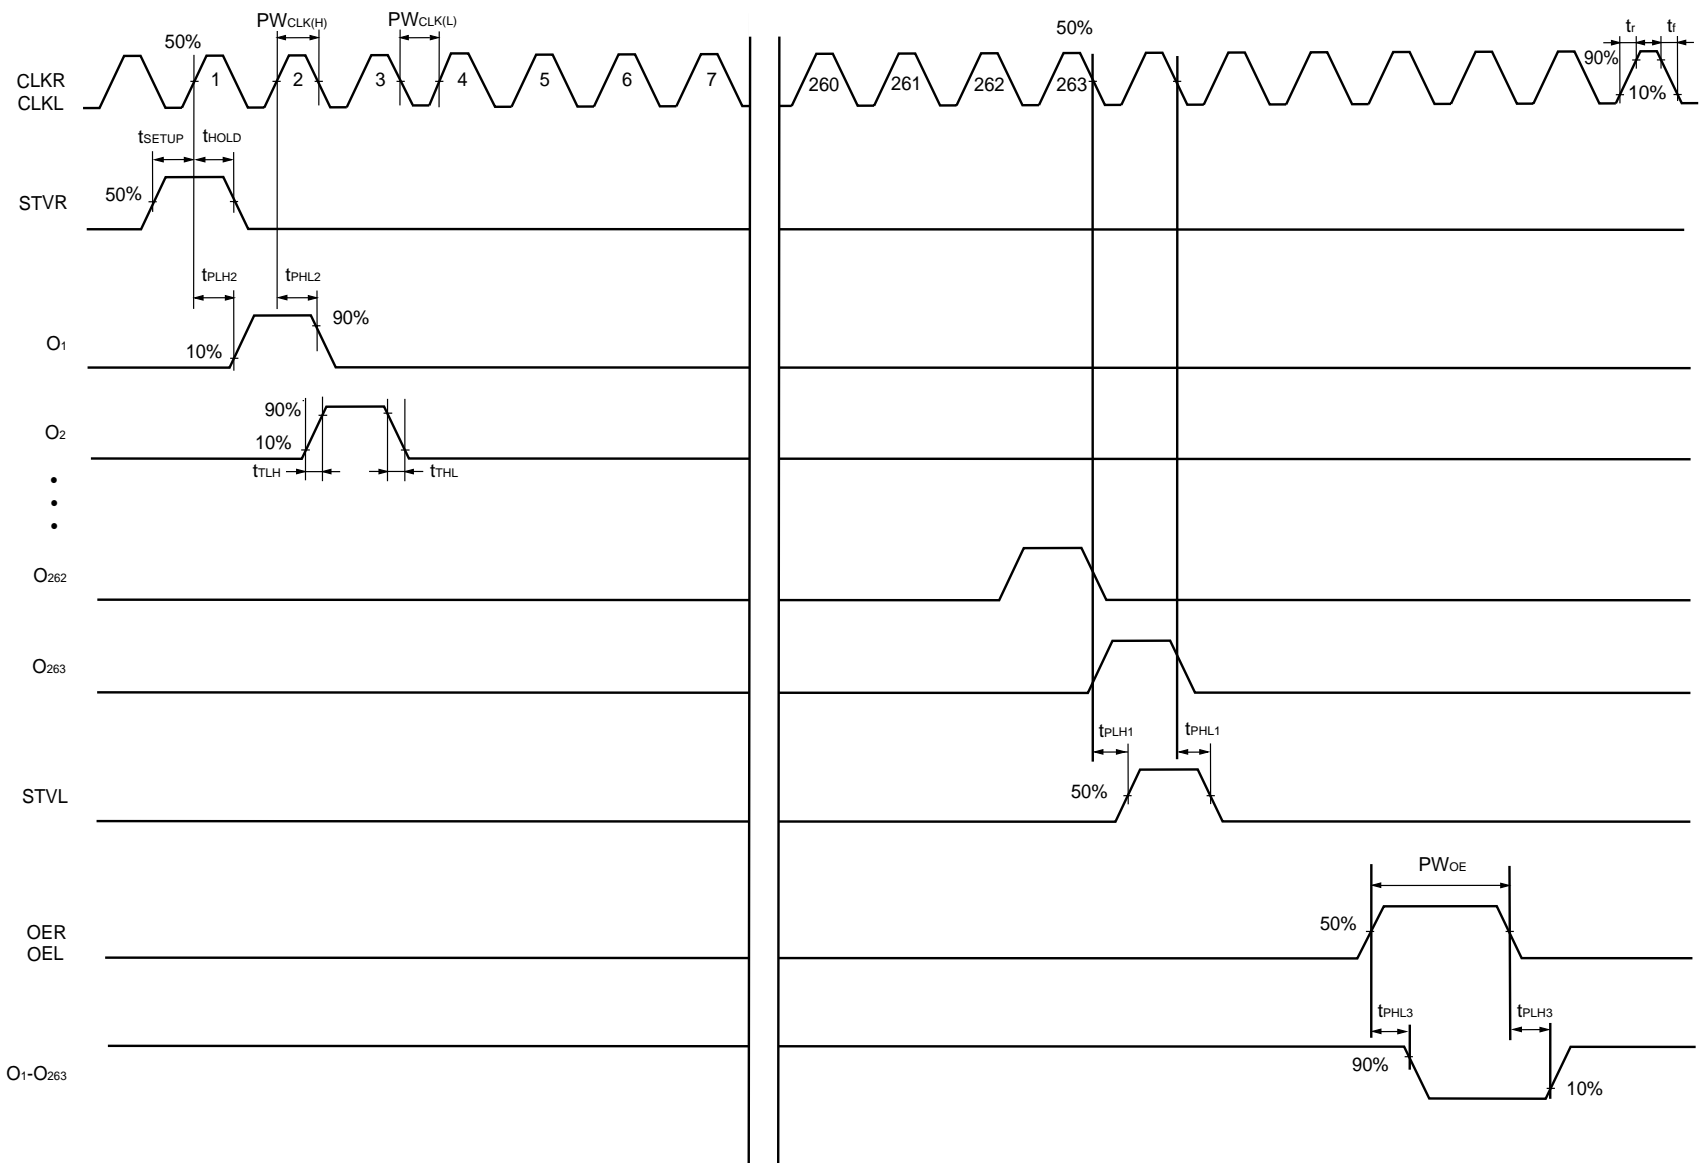 PWCLK(H) PWCLK(L)
50% 50% tr tf
90%
CLKR 1 2 3 4 5 6 7 260 261 262 263
CLKL 10%
tSETUP tHOLD
STVR 50%
tPLH2 tPHL2
90%
O1 10%
90%
O2 10%
tTLH tTHL
O262
O263
tPLH1 tPHL1
STVL 50%
PWOE
OER 50%
OEL
tPHL3 tPLH3
O1-O263 90% 10%